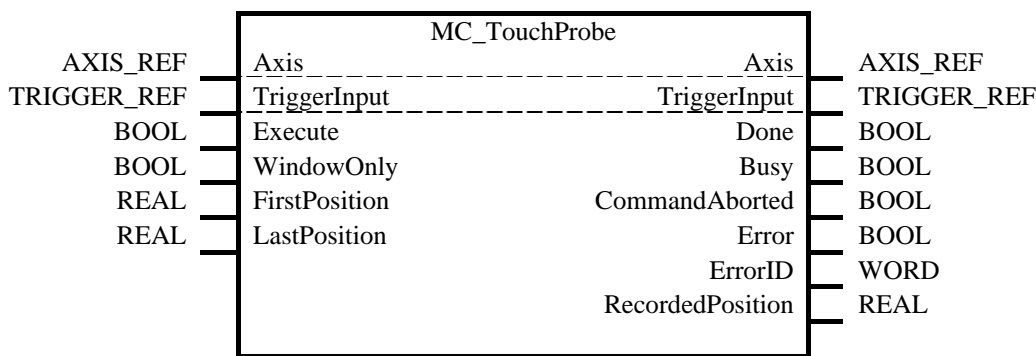 MC_TouchProbe
AXIS_REF Axis Axis AXIS_REF
TRIGGER_REF TriggerInput TriggerInput TRIGGER_REF
BOOL Execute Done BOOL
BOOL WindowOnly Busy BOOL
REAL FirstPosition CommandAborted BOOL
REAL LastPosition Error BOOL
ErrorID WORD
RecordedPosition REAL